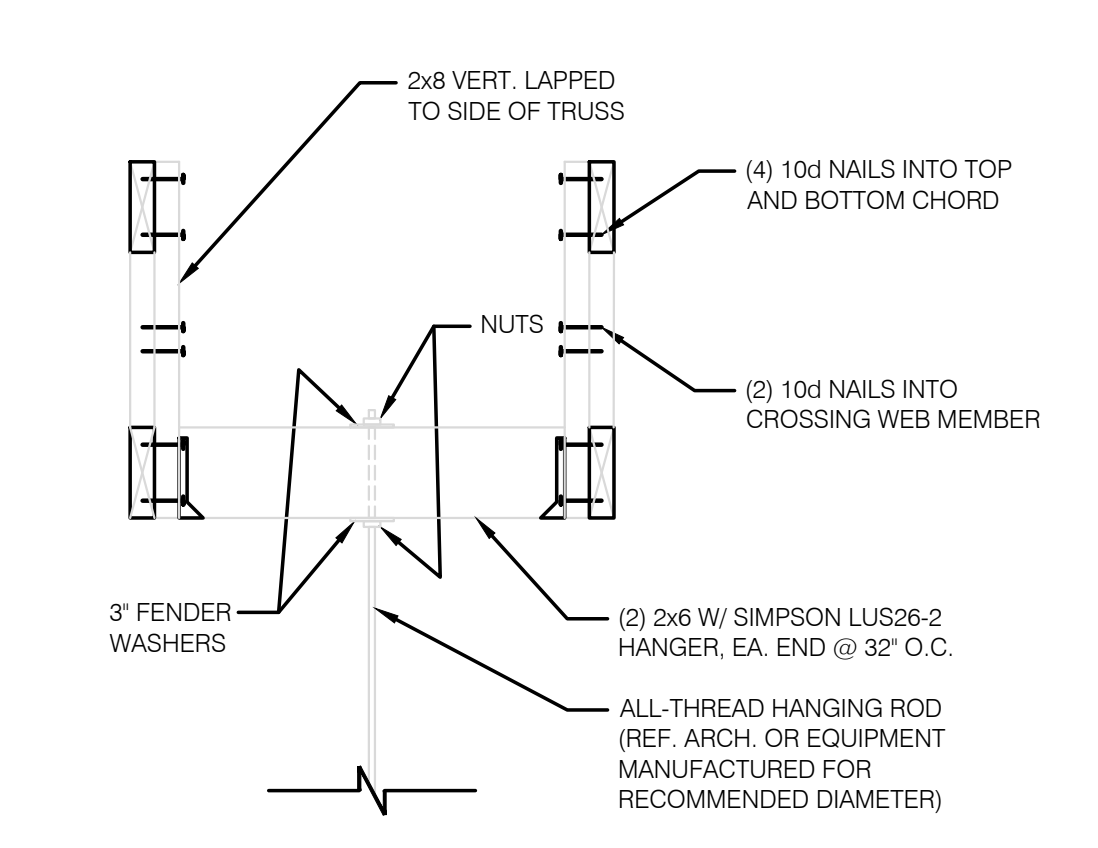 2x8 VERT. LAPPED
TO SIDE OF TRUSS
(4) 10d NAILS INTO TOP
AND BOTTOM CHORD
NUTS
(2) 10d NAILS INTO
CROSSING WEB MEMBER
3" FENDER
WASHERS
(2) 2x6 W/ SIMPSON LUS26-2
HANGER, EA. END @ 32" O.C.
ALL-THREAD HANGING ROD
(REF. ARCH. OR EQUIPMENT
MANUFACTURED FOR
RECOMMENDED DIAMETER)